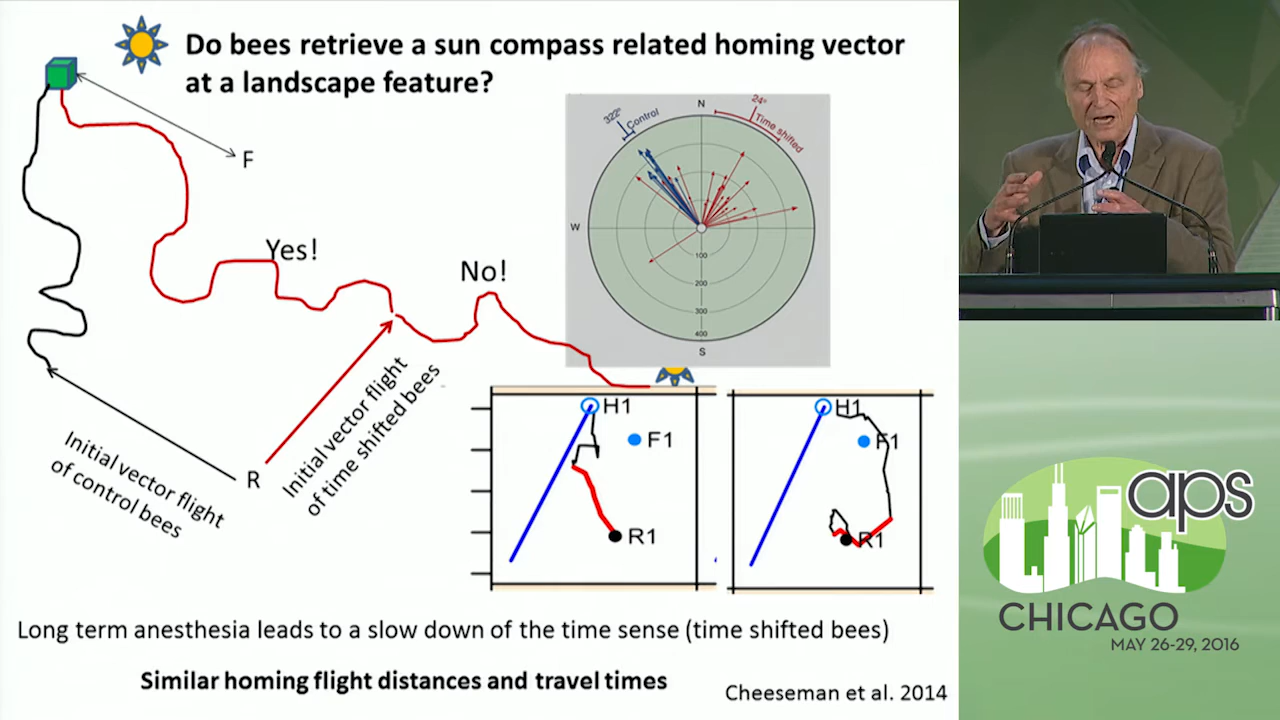 Do bees retrieve a sun compass related homing vector
at a landscape feature?
F
Yes!
No!
N
322°
Control
24°
Time shifted
W
100
200
300
400
S
Initial vector flight
of control bees
R
Initial vector flight
of time shifted bees
H1
F1
R1
H1
F1
R1
Long term anesthesia leads to a slow down of the time sense (time shifted bees)
Similar homing flight distances and travel times
Cheeseman et al. 2014
aps
CHICAGO
MAY 26-29, 2016